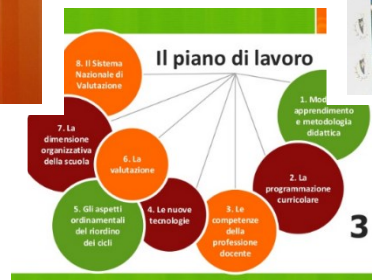 Il piano di lavoro
8. Il Sistema
Nazionale di
Valutazione
1.
apprendimento
e metodologia
didattica
7. La
dimensione
organizzativa
della scuola
6. La
valutazione
2. La
programmazione
curricolare
5. Gli aspetti
ordinamentali
del riordino
dei cicli
4. Le nuove
tecnologie
3. Le
competenze
della
professione
docente
3